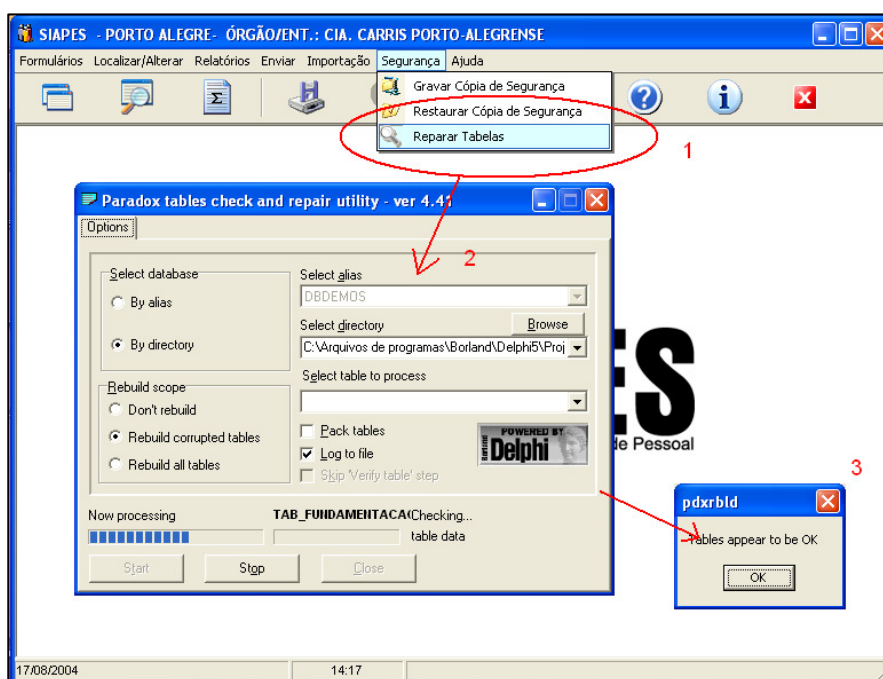 SIAPES - PORTO ALEGRE- ÓRGÃO/ENT.: CIA. CARRIS PORTO-ALEGRENSE
Formulários Localizar/Alterar Relatórios Enviar Importação Segurança Ajuda
Gravar Cópia de Segurança
Restaurar Cópia de Segurança
Reparar Tabelas
1
Paradox tables check and repair utility - ver 4.41
Options
2
Select database
Select alias
By alias
DBDEMOS
Select directory
Browse
By directory
C:\Arquivos de programas\Borland\Delphi5\Proj
Select table to process
Rebuild scope
Don't rebuild
Pack tables
Rebuild corrupted tables
Log to file
Rebuild all tables
Skip 'Verify table' step
POWERED BY
Borland
Delphi
ES
de Pessoal
3
Now processing
TAB_FUNDAMENTACA
Checking...
table data
Start
Stop
Close
pdxrbld
Tables appear to be OK
OK
17/08/2004
14:17